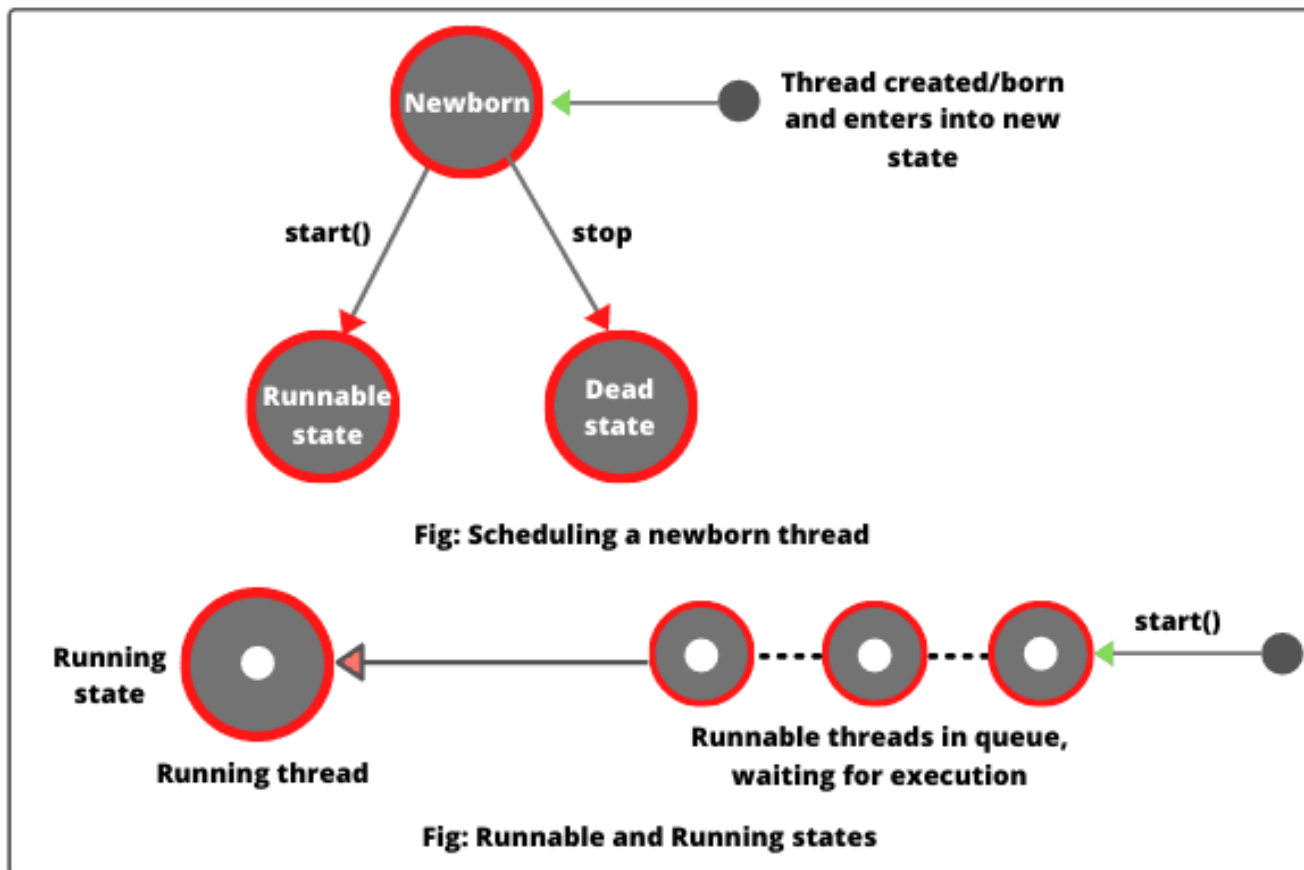 Newborn
Thread created/born
and enters into new
state
start()
stop
Runnable
state
Dead
state
Fig: Scheduling a newborn thread
Running
state
start()
Running thread
Runnable threads in queue,
waiting for execution
Fig: Runnable and Running states